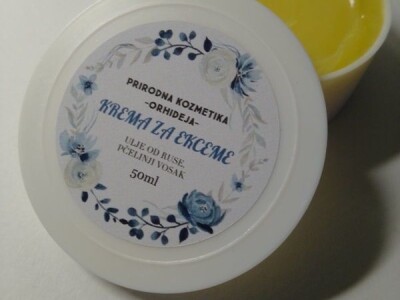 PRIRODNA KOZMETIKA
-ORHIDEJA-
KREMA ZA EKCEME
ULJE OD RUSE,
PČELINJI VOSAK
50ml